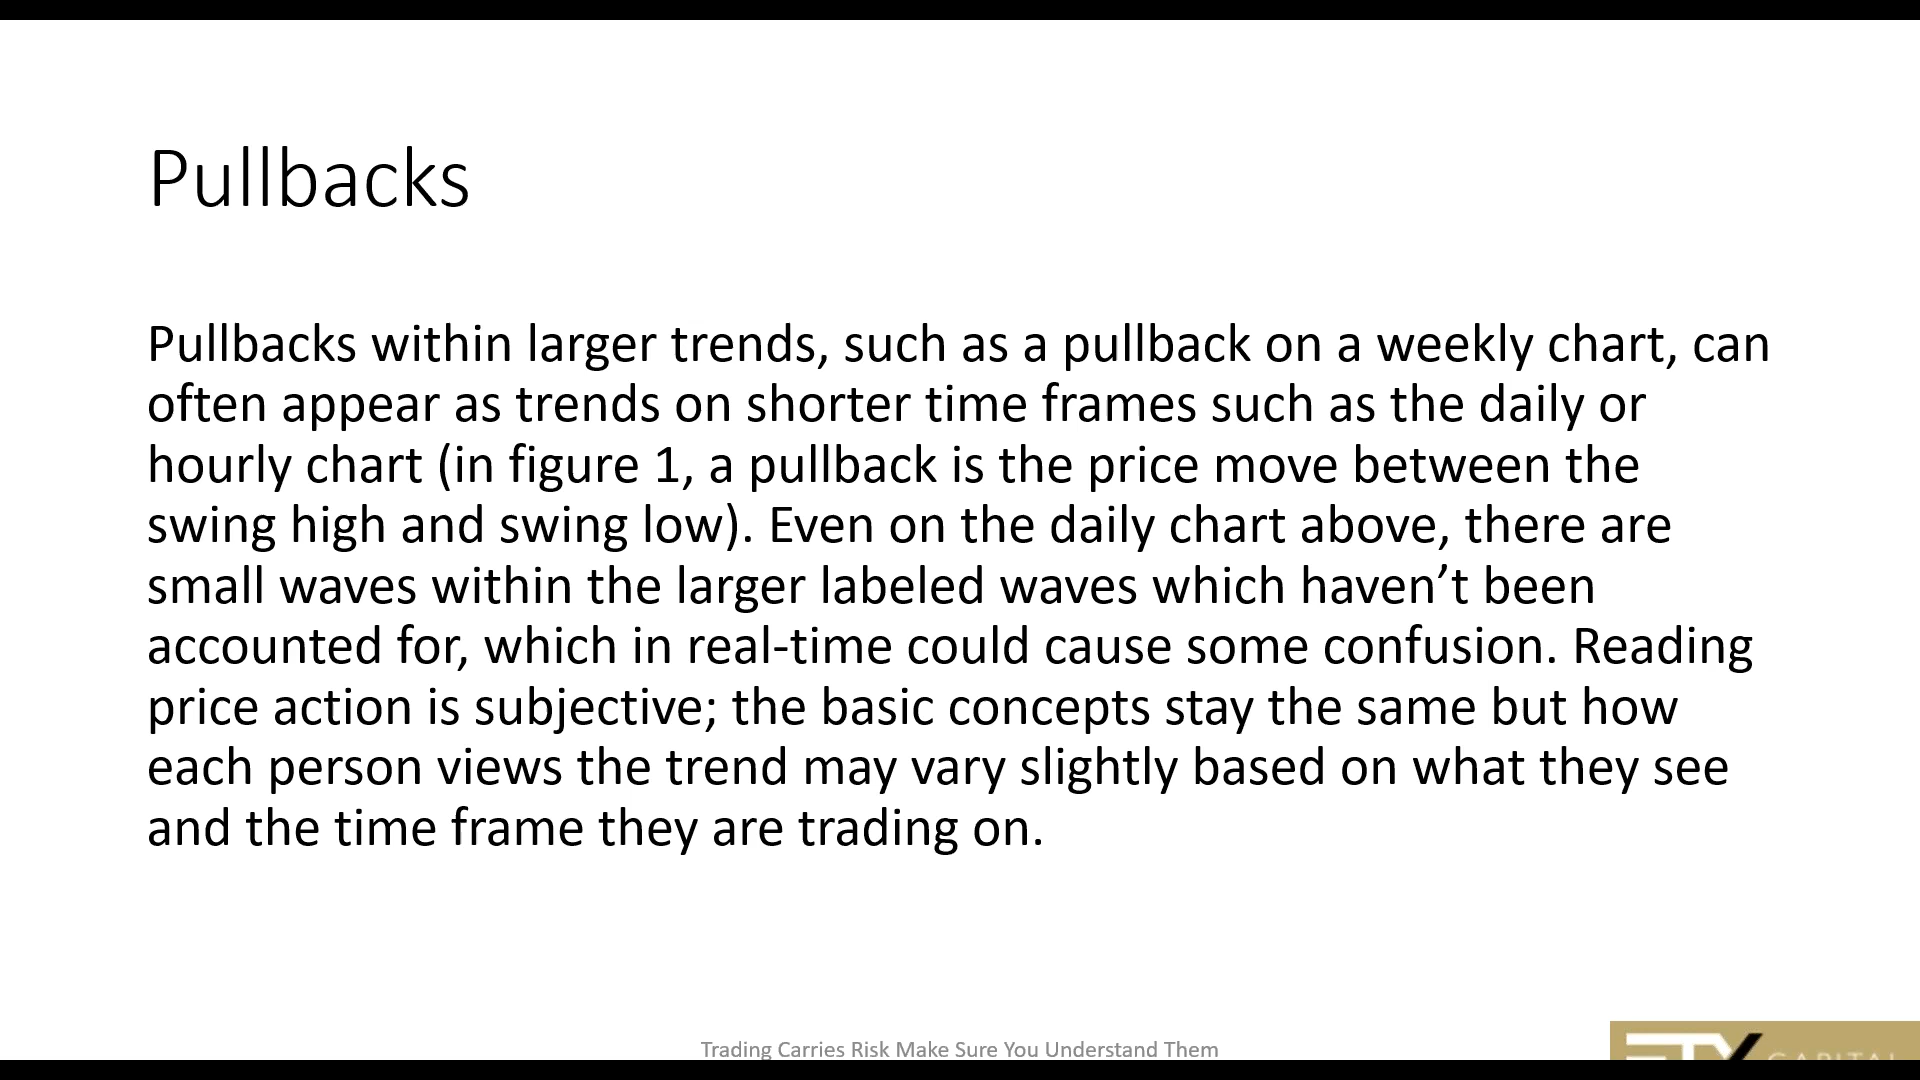 Pullbacks
Pullbacks within larger trends, such as a pullback on a weekly chart, can
often appear as trends on shorter time frames such as the daily or
hourly chart (in figure 1, a pullback is the price move between the
swing high and swing low). Even on the daily chart above, there are
small waves within the larger labeled waves which haven’t been
accounted for, which in real-time could cause some confusion. Reading
price action is subjective; the basic concepts stay the same but how
each person views the trend may vary slightly based on what they see
and the time frame they are trading on.
Trading Carries Risk Make Sure You Understand Them
CAPITAL